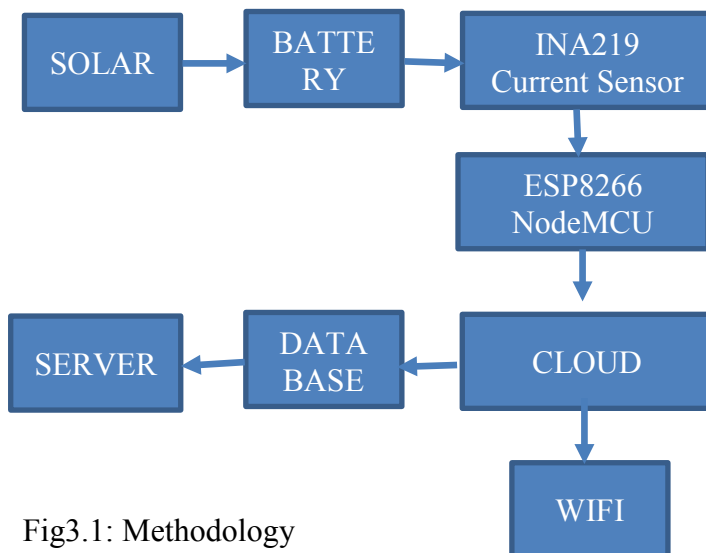 SOLAR
BATTE
RY
INA219
Current Sensor
ESP8266
NodeMCU
SERVER
DATA
BASE
CLOUD
WIFI
Fig3.1: Methodology